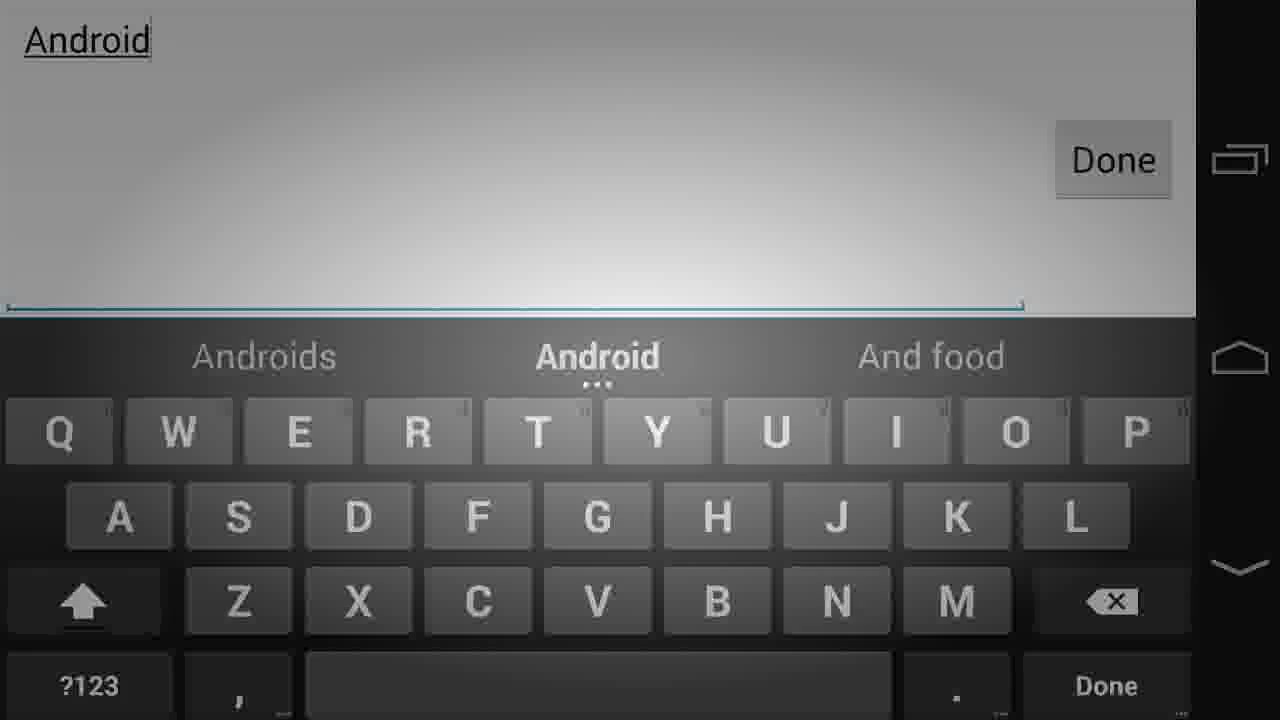 Android
Done
Androids Android And food
Q W E R T Y U I O P
A S D F G H J K L
Z X C V B N M
?123 , . Done